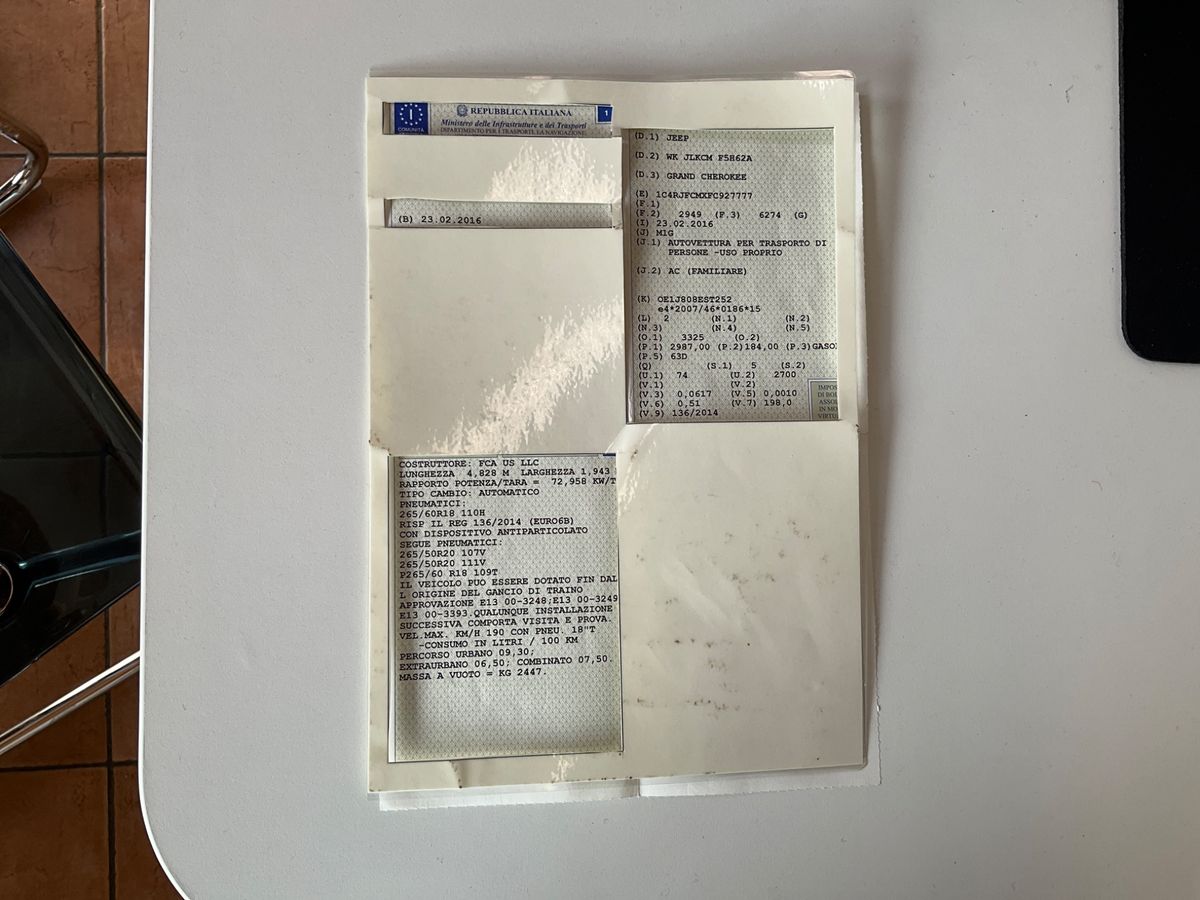 I
COMUNITÀ
REPUBBLICA ITALIANA
1
Ministero delle Infrastrutture e dei Trasporti
DIPARTIMENTO PER I TRASPORTI, LA NAVIGAZIONE
(B) 23.02.2016
(D.1) JEEP
(D.2) WK JLKCM F5H62A
(D.3) GRAND CHEROKEE
(E) 1C4RJFCMXFC927777
(F.1)
(F.2) 2949 (F.3) 6274 (G)
(I) 23.02.2016
(J) M1G
(J.1) AUTOVETTURA PER TRASPORTO DI
PERSONE -USO PROPRIO
(J.2) AC (FAMILIARE)
(K) OE1J808EST252
e4*2007/46*0186*15
(L) 2 (N.1) (N.2)
(N.3) (N.4) (N.5)
(O.1) 3325 (O.2)
(P.1) 2987,00 (P.2)184,00 (P.3)GASO
(P.5) 63D
(Q) (S.1) 5 (S.2)
(U.1) 74 (U.2) 2700
(V.1) (V.2)
(V.3) 0,0617 (V.5) 0,0010
(V.6) 0,51 (V.7) 198,0
(V.9) 136/2014
IMPOS
DI BOL
ASSOL
IN MO
VIRTU
COSTRUTTORE: FCA US LLC
LUNGHEZZA 4,828 M LARGHEZZA 1,943
RAPPORTO POTENZA/TARA = 72,958 KW/T
TIPO CAMBIO: AUTOMATICO
PNEUMATICI:
265/60R18 110H
RISP IL REG 136/2014 (EURO6B)
CON DISPOSITIVO ANTIPARTICOLATO
SEGUE PNEUMATICI:
265/50R20 107V
265/50R20 111V
P265/60 R18 109T
IL VEICOLO PUO ESSERE DOTATO FIN DAL
L ORIGINE DEL GANCIO DI TRAINO
APPROVAZIONE E13 00-3248;E13 00-3249
E13 00-3393.QUALUNQUE INSTALLAZIONE
SUCCESSIVA COMPORTA VISITA E PROVA.
VEL.MAX. KM/H 190 CON PNEU. 18"T
-CONSUMO IN LITRI / 100 KM
PERCORSO URBANO 09,30;
EXTRAURBANO 06,50; COMBINATO 07,50.
MASSA A VUOTO = KG 2447.